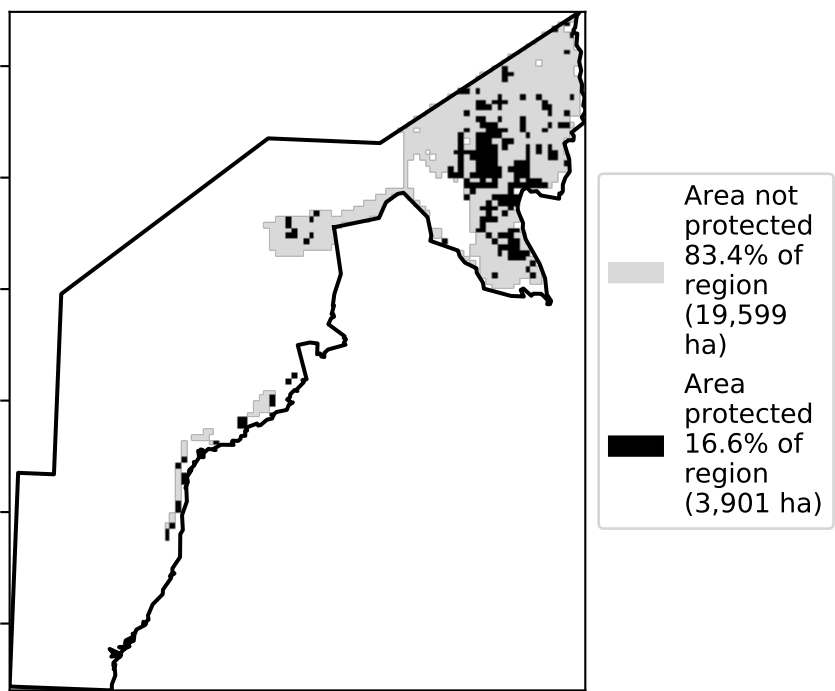 Area not
protected
83.4% of
region
(19,599
ha)
Area
protected
16.6% of
region
(3,901 ha)